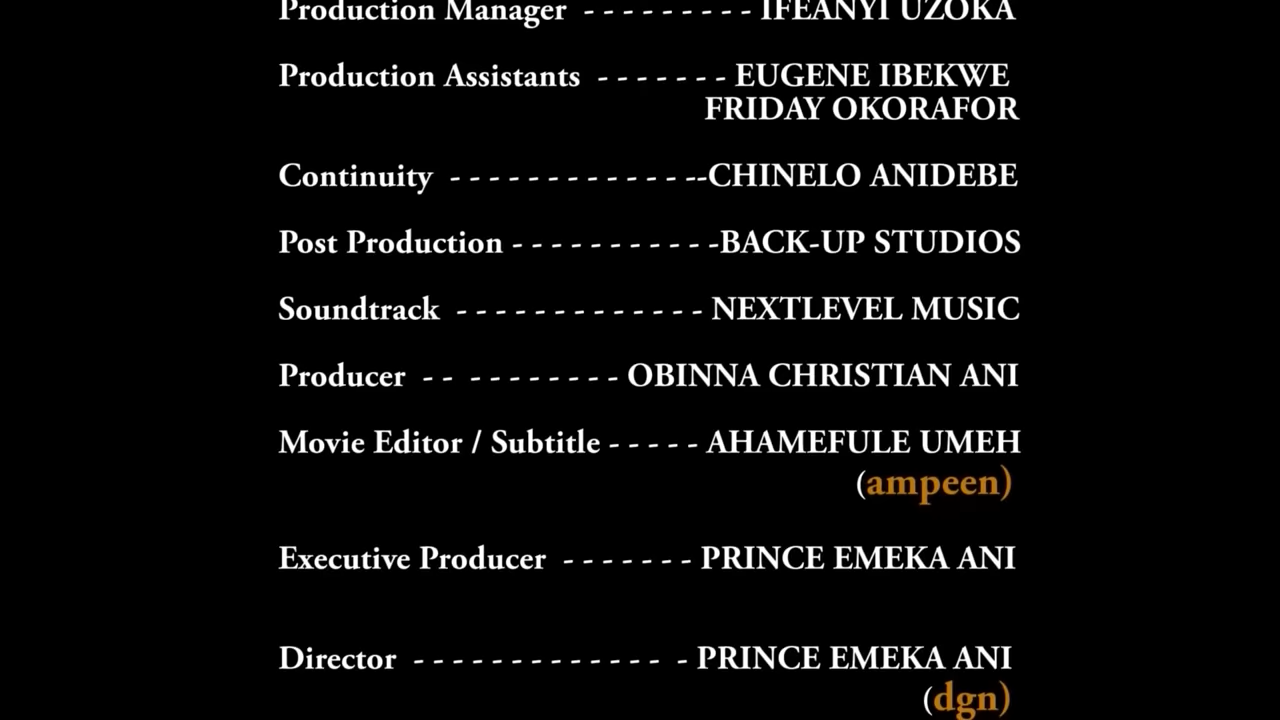 Production Manager - - - - - - - - - IFEANYI UZOKA
Production Assistants - - - - - - - EUGENE IBEKWE
FRIDAY OKORAFOR
Continuity - - - - - - - - - - - - --CHINELO ANIDEBE
Post Production - - - - - - - - - - -BACK-UP STUDIOS
Soundtrack - - - - - - - - - - - - - NEXTLEVEL MUSIC
Producer - - - - - - - - - - OBINNA CHRISTIAN ANI
Movie Editor / Subtitle - - - - - AHAMEFULE UMEH
(ampeen)
Executive Producer - - - - - - - PRINCE EMEKA ANI
Director - - - - - - - - - - - - - - PRINCE EMEKA ANI
(dgn)